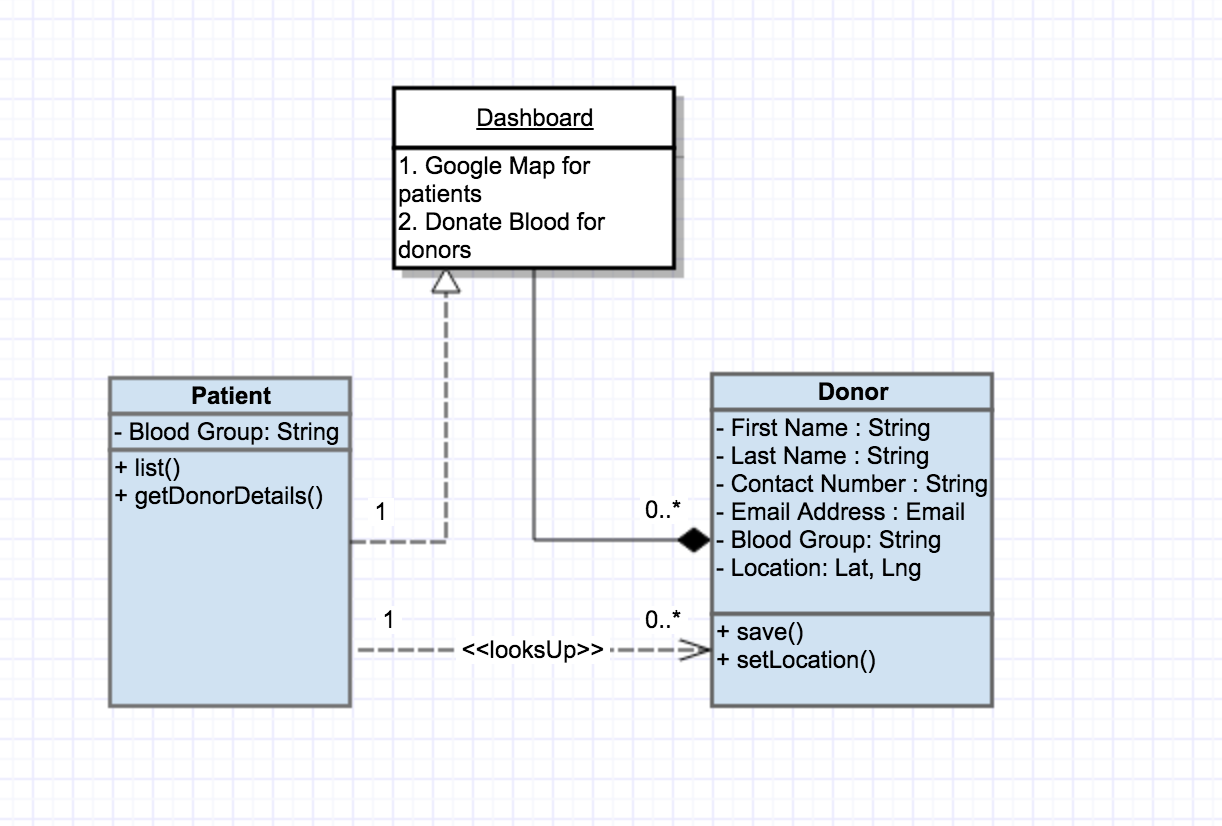 Dashboard
1. Google Map for
patients
2. Donate Blood for
donors
Patient
- Blood Group: String
+ list()
+ getDonorDetails()
Donor
- First Name : String
- Last Name : String
- Contact Number : String
- Email Address : Email
- Blood Group: String
- Location: Lat, Lng
+ save()
+ setLocation()
1
0..*
1
0..*
<<looksUp>>